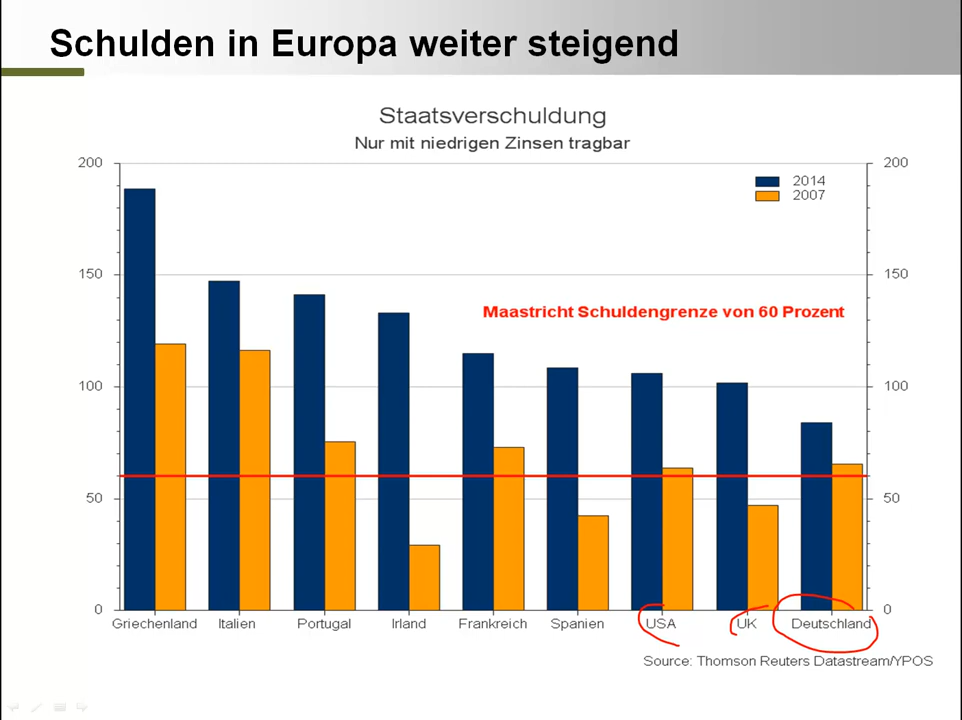 Schulden in Europa weiter steigend
Staatsverschuldung
Nur mit niedrigen Zinsen tragbar
200
200
2014
2007
150
150
Maastricht Schuldengrenze von 60 Prozent
100
100
50
50
0
0
Griechenland Italien Portugal Irland Frankreich Spanien USA UK Deutschland
Source: Thomson Reuters Datastream/YPOS